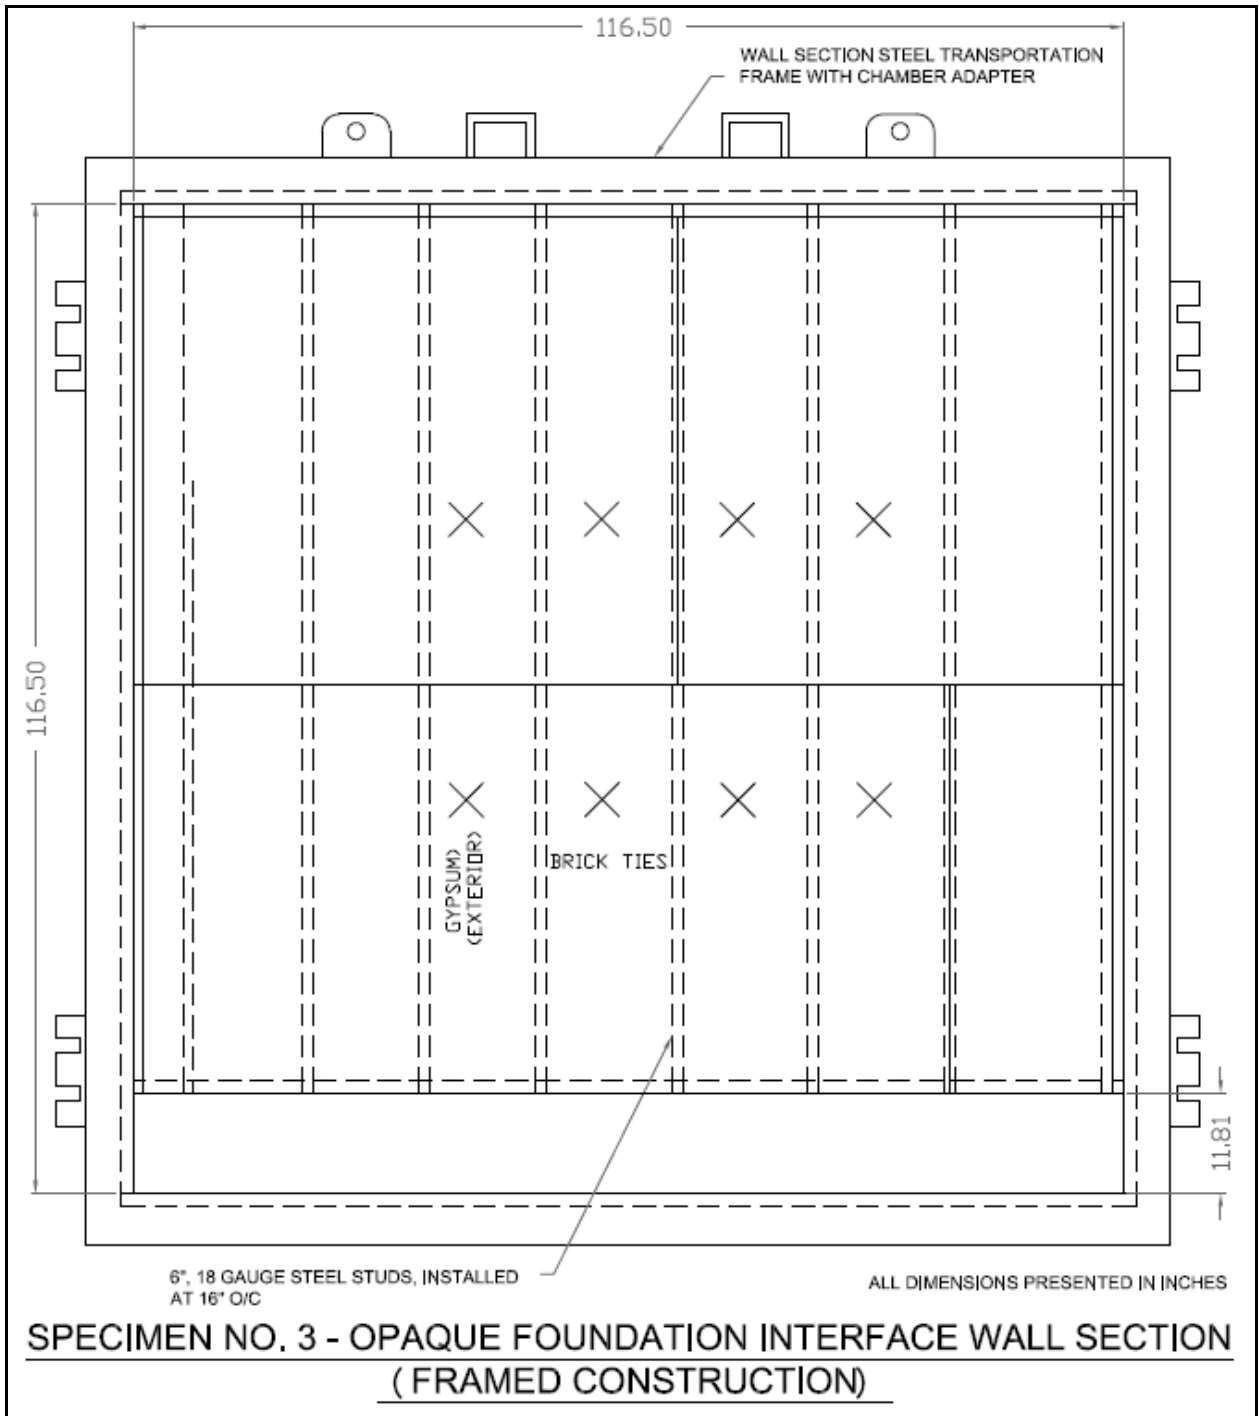 116.50
WALL SECTION STEEL TRANSPORTATION
FRAME WITH CHAMBER ADAPTER
116.50
GYPSUM)
(EXTERIOR)
BRICK TIES
11.81
6", 18 GAUGE STEEL STUDS, INSTALLED
AT 16" O/C
ALL DIMENSIONS PRESENTED IN INCHES
SPECIMEN NO. 3 - OPAQUE FOUNDATION INTERFACE WALL SECTION
( FRAMED CONSTRUCTION)